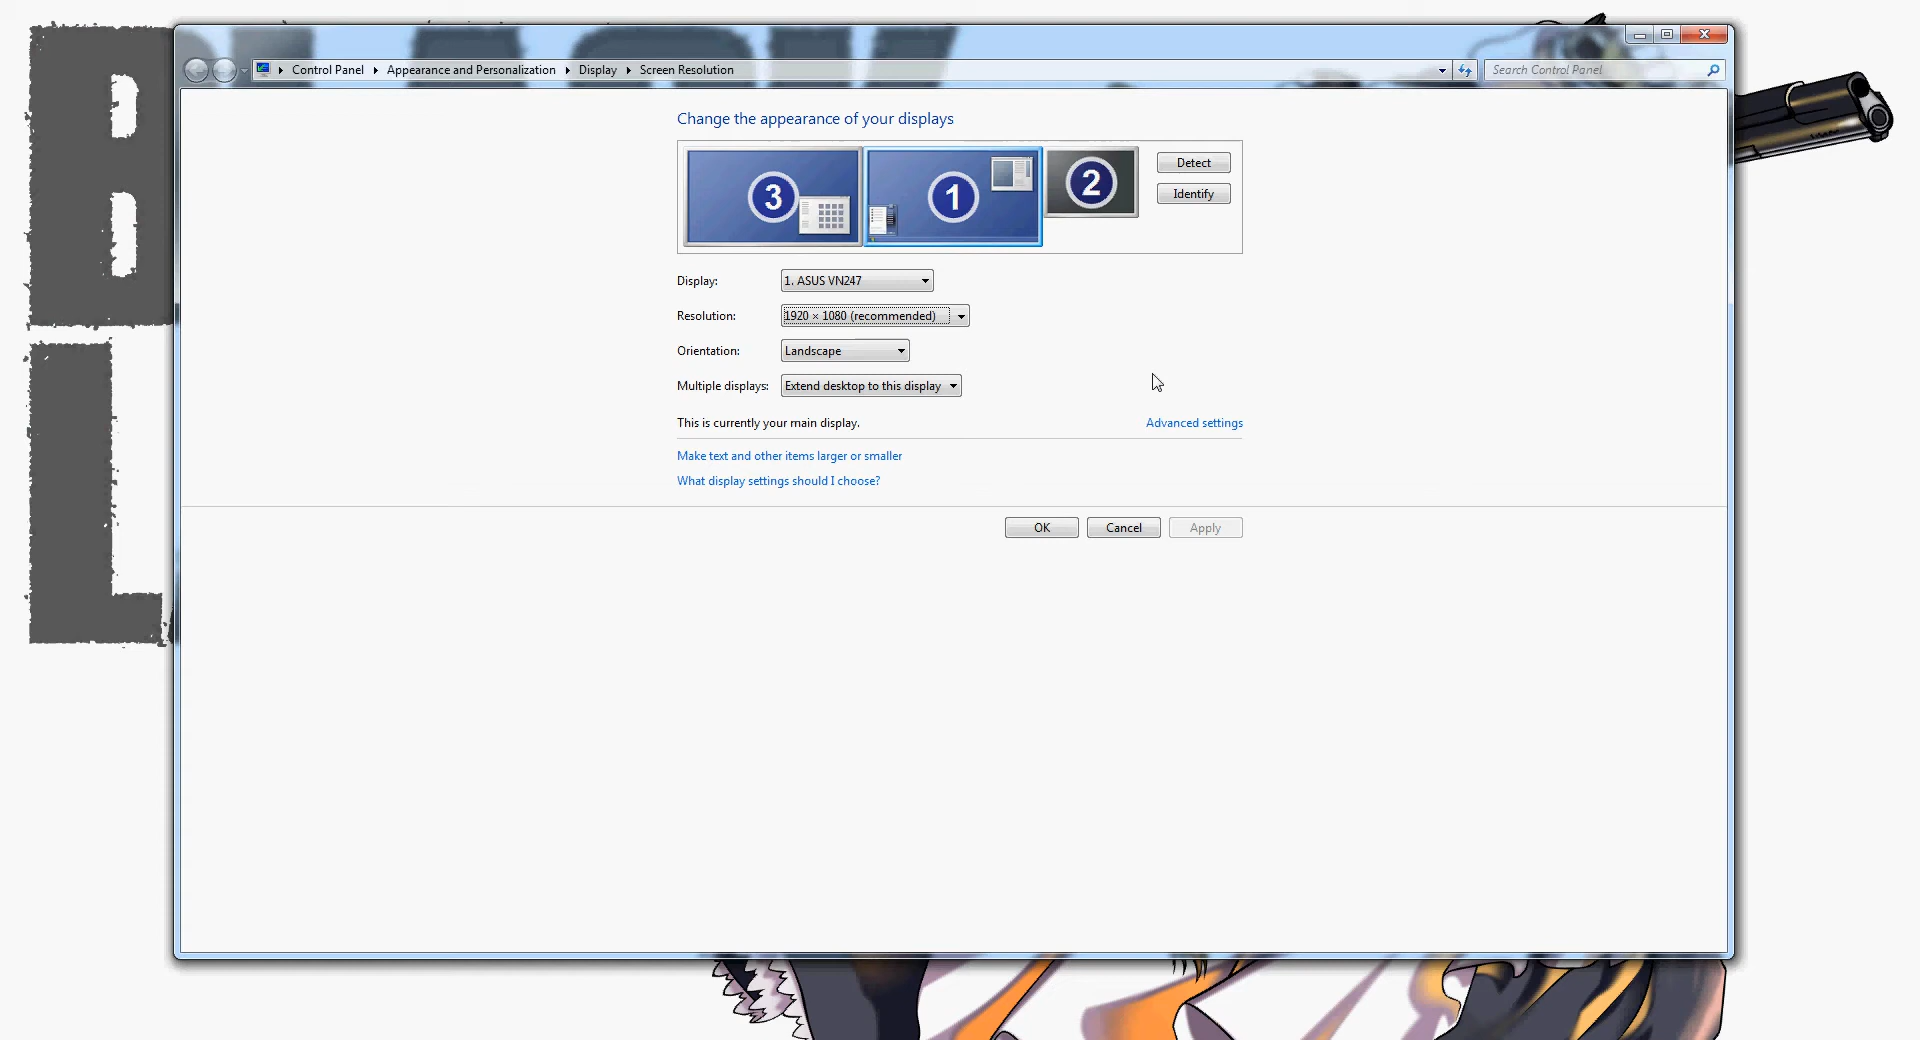 Control Panel Appearance and Personalization Display Screen Resolution
Search Control Panel
Change the appearance of your displays
3 1 2
Detect
Identify
Display: 1. ASUS VN247
Resolution: 1920 × 1080 (recommended)
Orientation: Landscape
Multiple displays: Extend desktop to this display
This is currently your main display. Advanced settings
Make text and other items larger or smaller
What display settings should I choose?
OK Cancel Apply